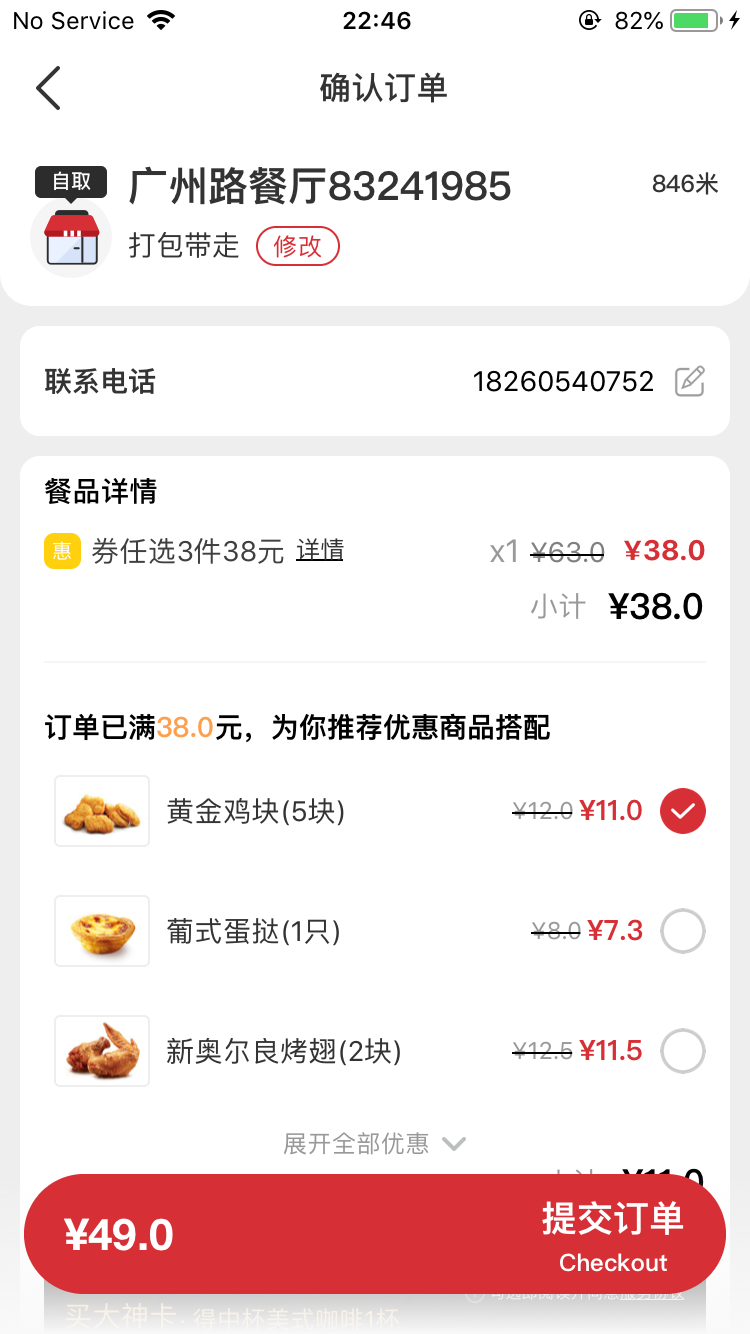 No Service 22:46 82%
确认订单
自取 广州路餐厅83241985 846米
打包带走 修改
联系电话 18260540752
餐品详情
惠 券任选3件38元 详情 x1 ¥63.0 ¥38.0
小计 ¥38.0
订单已满38.0元，为你推荐优惠商品搭配
黄金鸡块(5块) ¥12.0 ¥11.0
葡式蛋挞(1只) ¥8.0 ¥7.3
新奥尔良烤翅(2块) ¥12.5 ¥11.5
展开全部优惠
小计 ¥11.0
¥49.0 提交订单
Checkout
买大神卡, 得中杯美式咖啡1杯